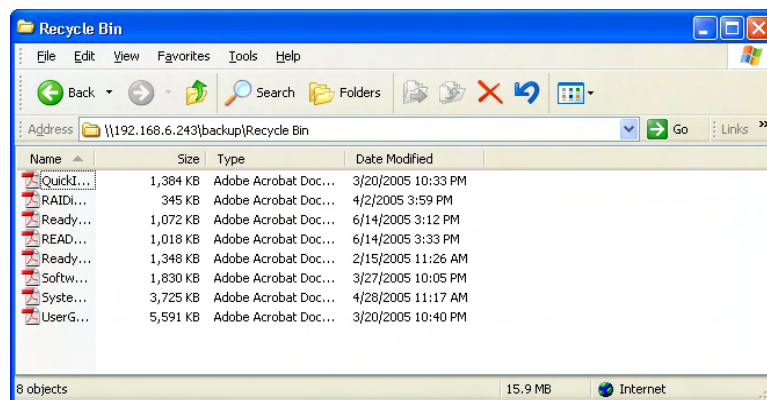 Recycle Bin
File Edit View Favorites Tools Help
Back Search Folders
Address \\192.168.6.243\backup\Recycle Bin Go Links »
Name Size Type Date Modified
QuickI... 1,384 KB Adobe Acrobat Doc... 3/20/2005 10:33 PM
RAIDi... 345 KB Adobe Acrobat Doc... 4/2/2005 3:59 PM
Ready... 1,072 KB Adobe Acrobat Doc... 6/14/2005 3:12 PM
READ... 1,018 KB Adobe Acrobat Doc... 6/14/2005 3:33 PM
Ready... 1,348 KB Adobe Acrobat Doc... 2/15/2005 11:26 AM
Softw... 1,830 KB Adobe Acrobat Doc... 3/27/2005 10:05 PM
Syste... 3,725 KB Adobe Acrobat Doc... 4/28/2005 11:17 AM
UserG... 5,591 KB Adobe Acrobat Doc... 3/20/2005 10:40 PM
8 objects 15.9 MB Internet